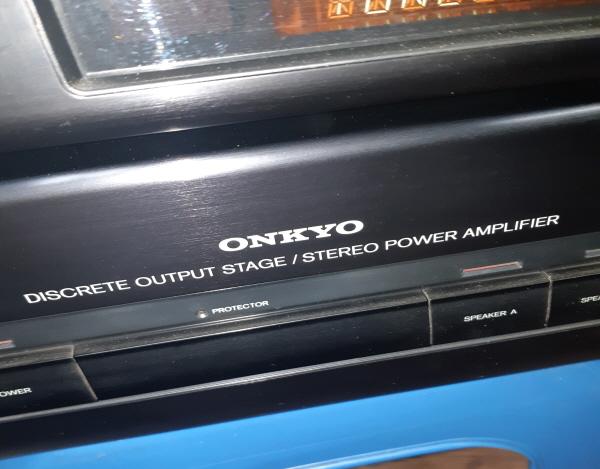 ONKYO
DISCRETE OUTPUT STAGE / STEREO POWER AMPLIFIER
PROTECTOR
SPEAKER A